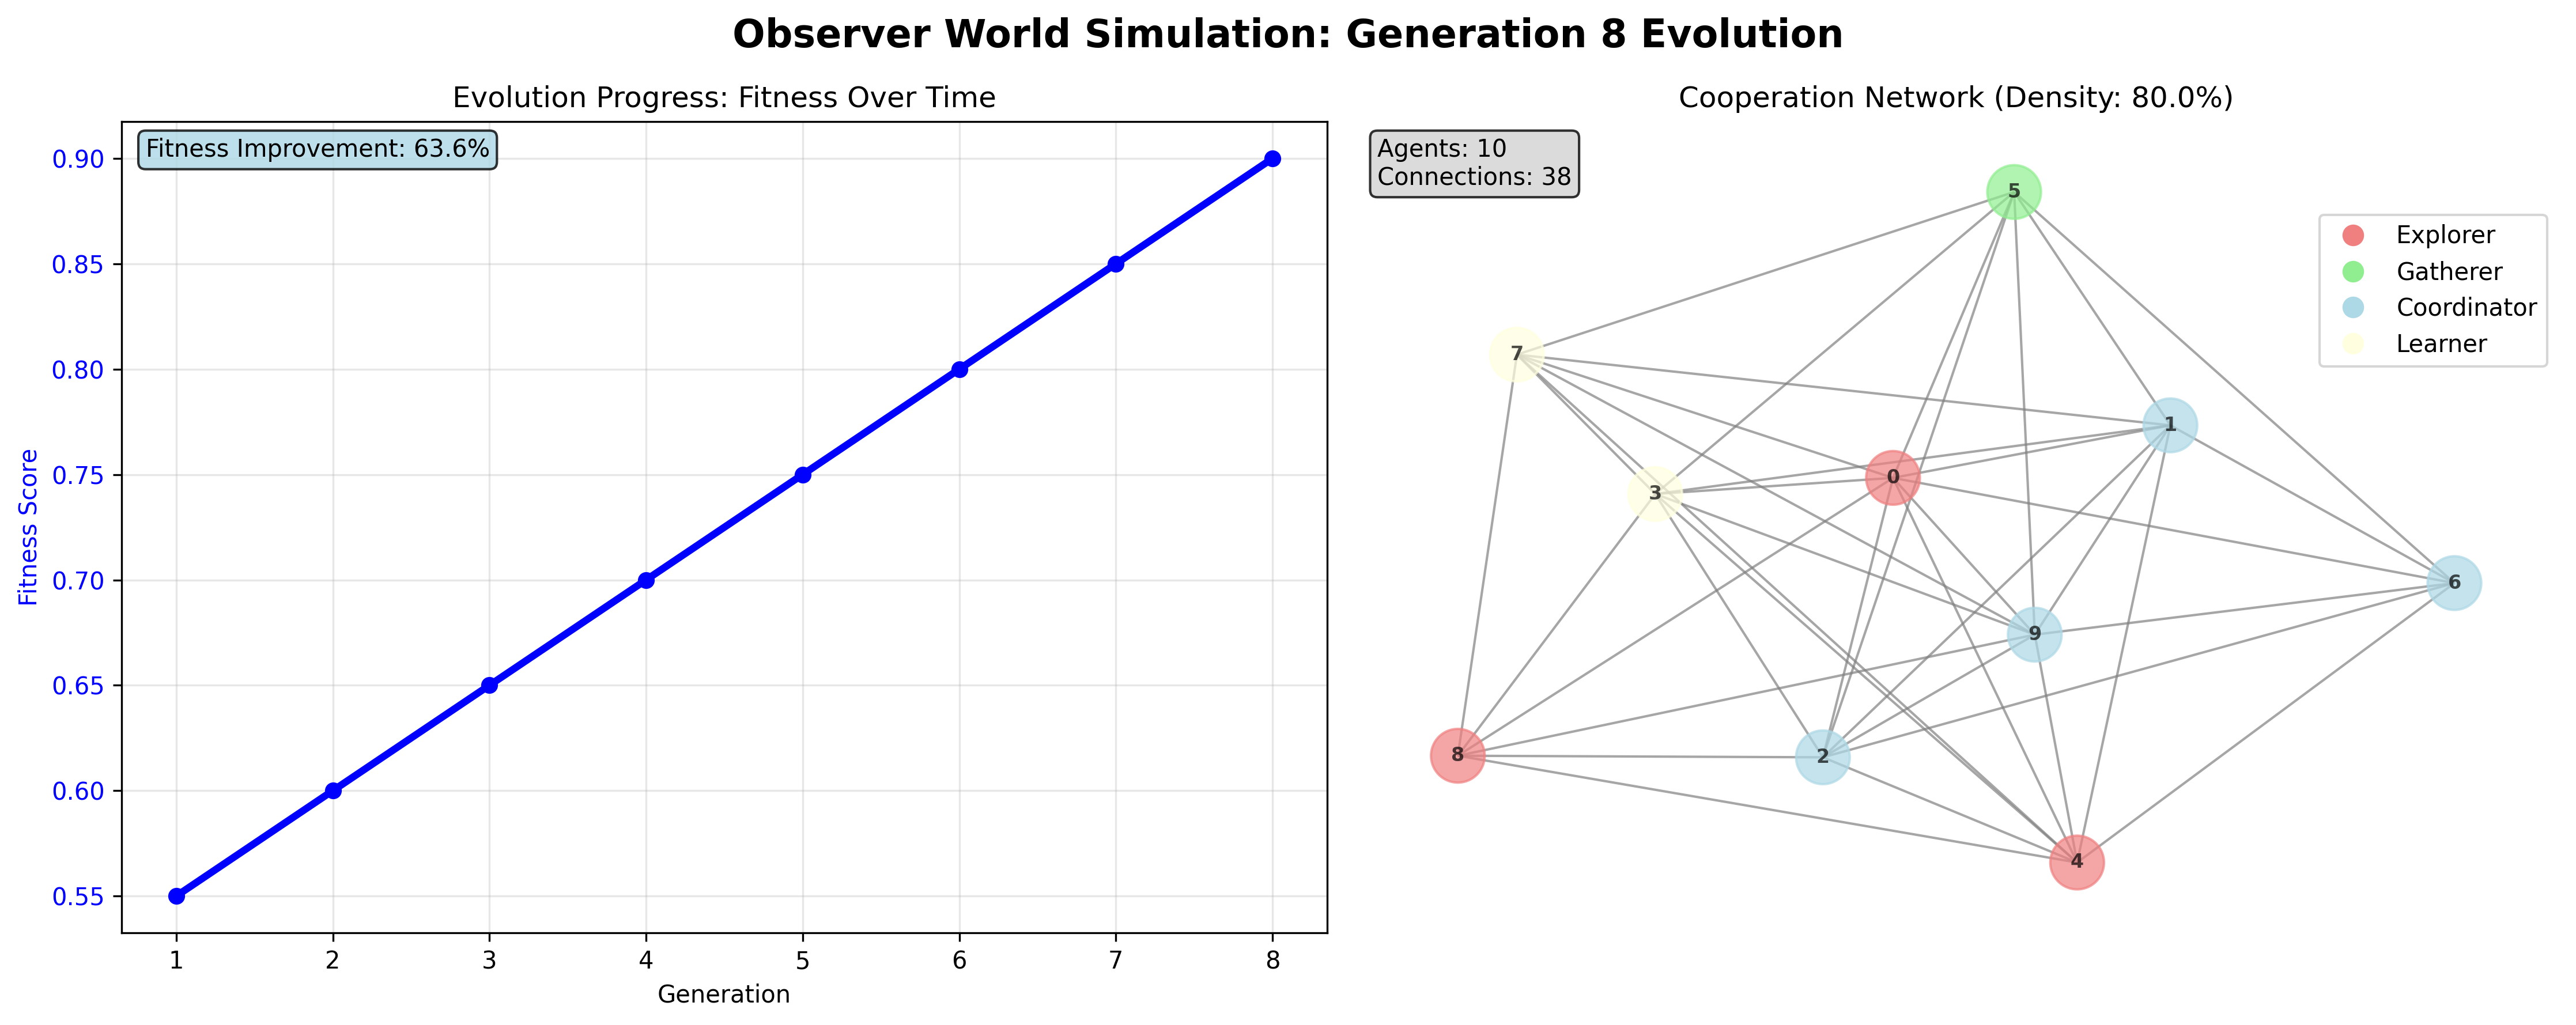 Observer World Simulation: Generation 8 Evolution
Evolution Progress: Fitness Over Time
Fitness Improvement: 63.6%
Fitness Score
0.90
0.85
0.80
0.75
0.70
0.65
0.60
0.55
1 2 3 4 5 6 7 8
Generation
Cooperation Network (Density: 80.0%)
Agents: 10
Connections: 38
Explorer
Gatherer
Coordinator
Learner
5
7
1
0
3
6
9
8
2
4